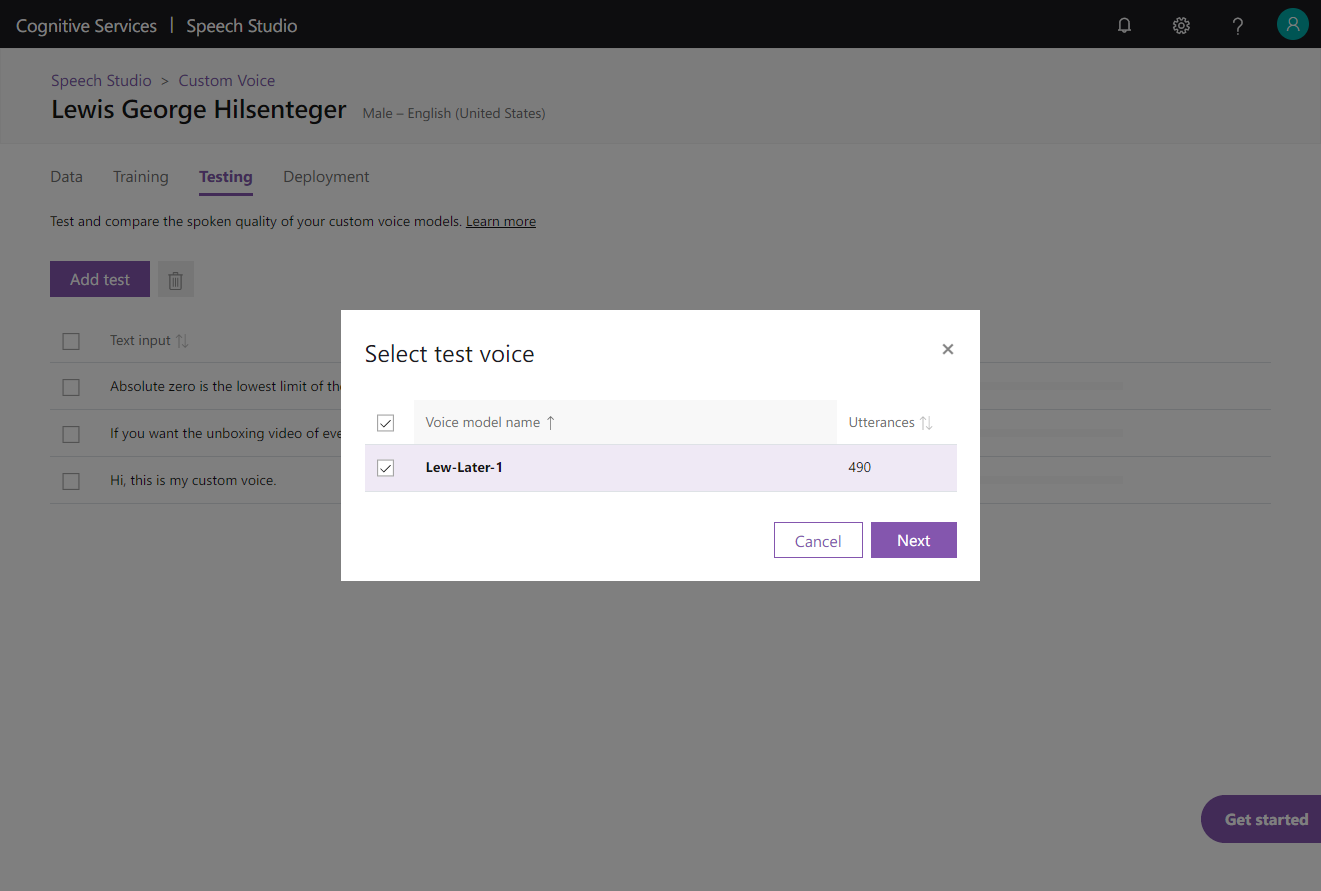 Cognitive Services | Speech Studio
Speech Studio > Custom Voice
Lewis George Hilsenteger Male – English (United States)
Data Training Testing Deployment
Test and compare the spoken quality of your custom voice models. Learn more
Add test
Text input
Absolute zero is the lowest limit of the
If you want the unboxing video of eve
Hi, this is my custom voice.
Select test voice
Voice model name Utterances
Lew-Later-1 490
Cancel Next
Get started